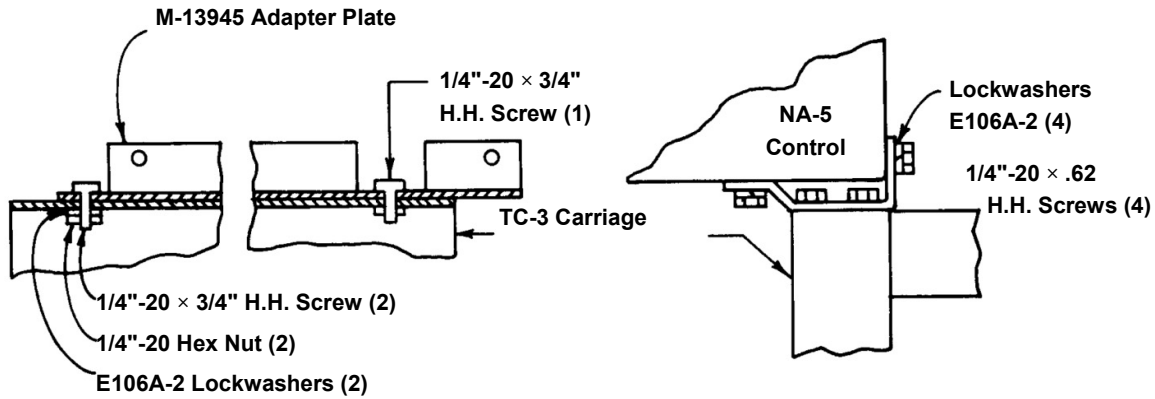 M-13945 Adapter Plate
1/4"-20 × 3/4"
H.H. Screw (1)
TC-3 Carriage
1/4"-20 × 3/4" H.H. Screw (2)
1/4"-20 Hex Nut (2)
E106A-2 Lockwashers (2)
NA-5
Control
Lockwashers
E106A-2 (4)
1/4"-20 × .62
H.H. Screws (4)